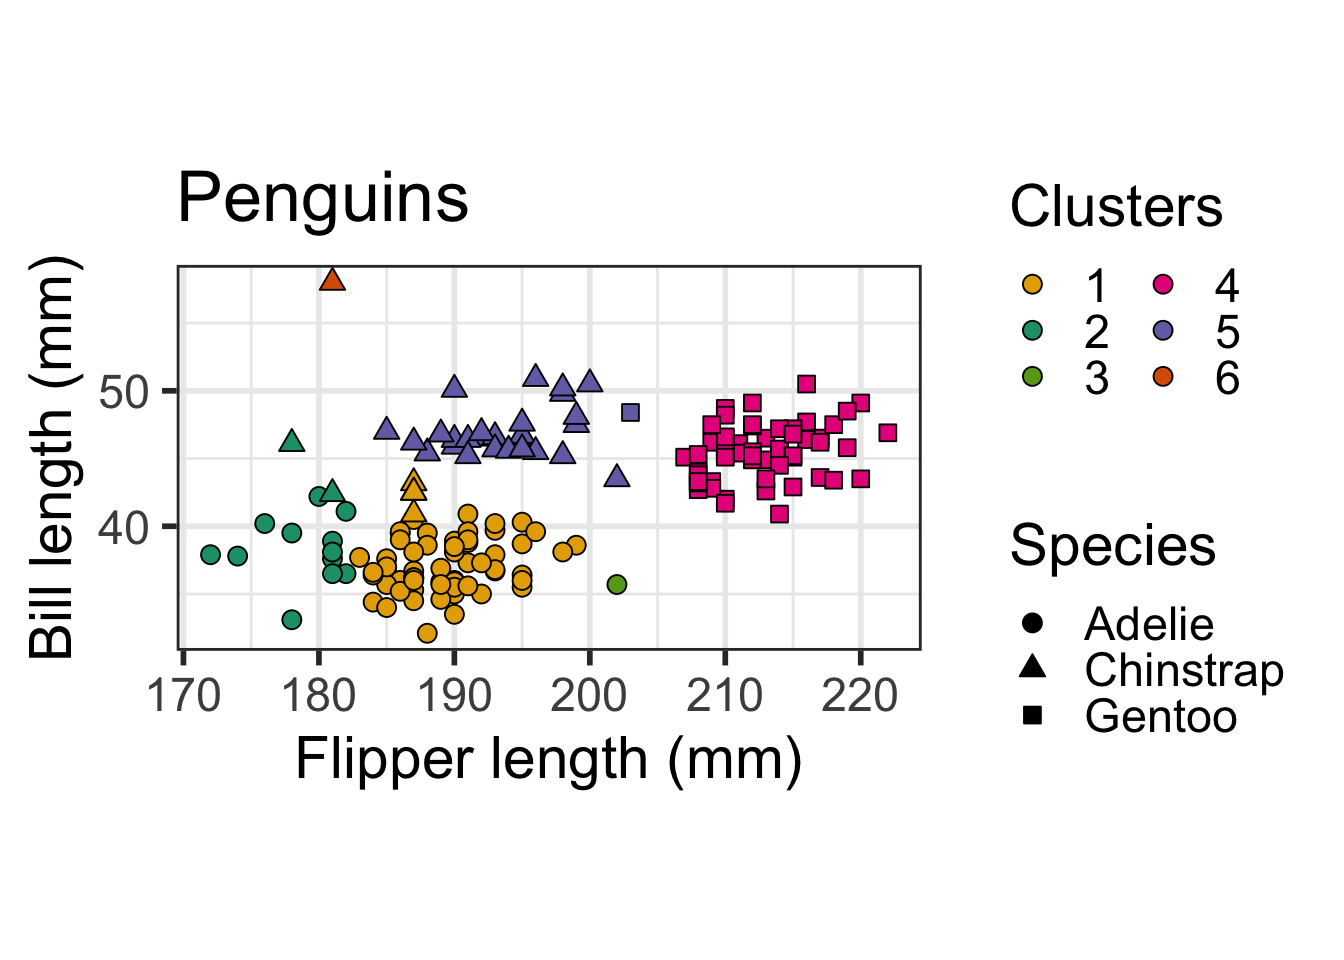 Penguins
Bill length (mm)
50
40
170 180 190 200 210 220
Flipper length (mm)
Clusters
1 4
2 5
3 6
Species
Adelie
Chinstrap
Gentoo